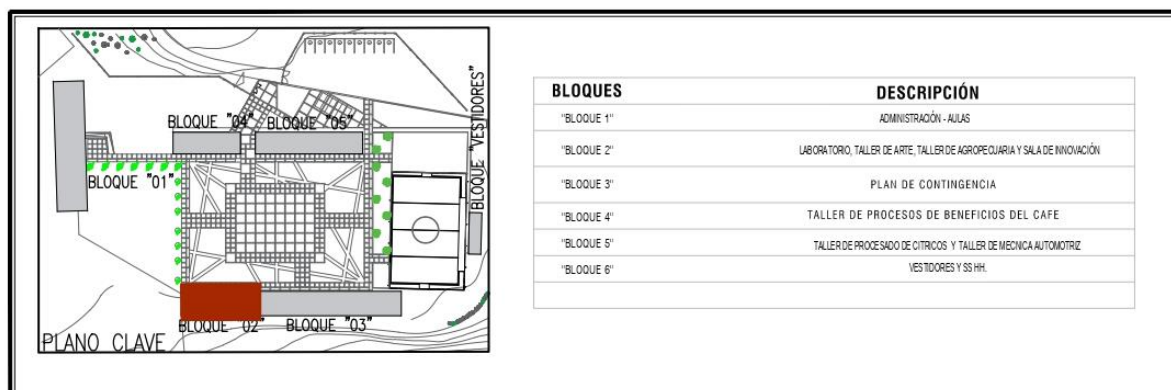 BLOQUE "04"
BLOQUE "05"
BLOQUE "VESTIDORES"
BLOQUE "01"
BLOQUE "02"
BLOQUE "03"
PLANO CLAVE
BLOQUES DESCRIPCIÓN
"BLOQUE 1" ADMINISTRACIÓN - AULAS
"BLOQUE 2" LABORATORIO, TALLER DE ARTE, TALLER DE AGROPECUARIA Y SALA DE INNOVACIÓN
"BLOQUE 3" PLAN DE CONTINGENCIA
"BLOQUE 4" TALLER DE PROCESOS DE BENEFICIOS DEL CAFE
"BLOQUE 5" TALLER DE PROCESADO DE CITRICOS Y TALLER DE MECNICA AUTOMOTRIZ
"BLOQUE 6" VESTIDORES Y SS HH.